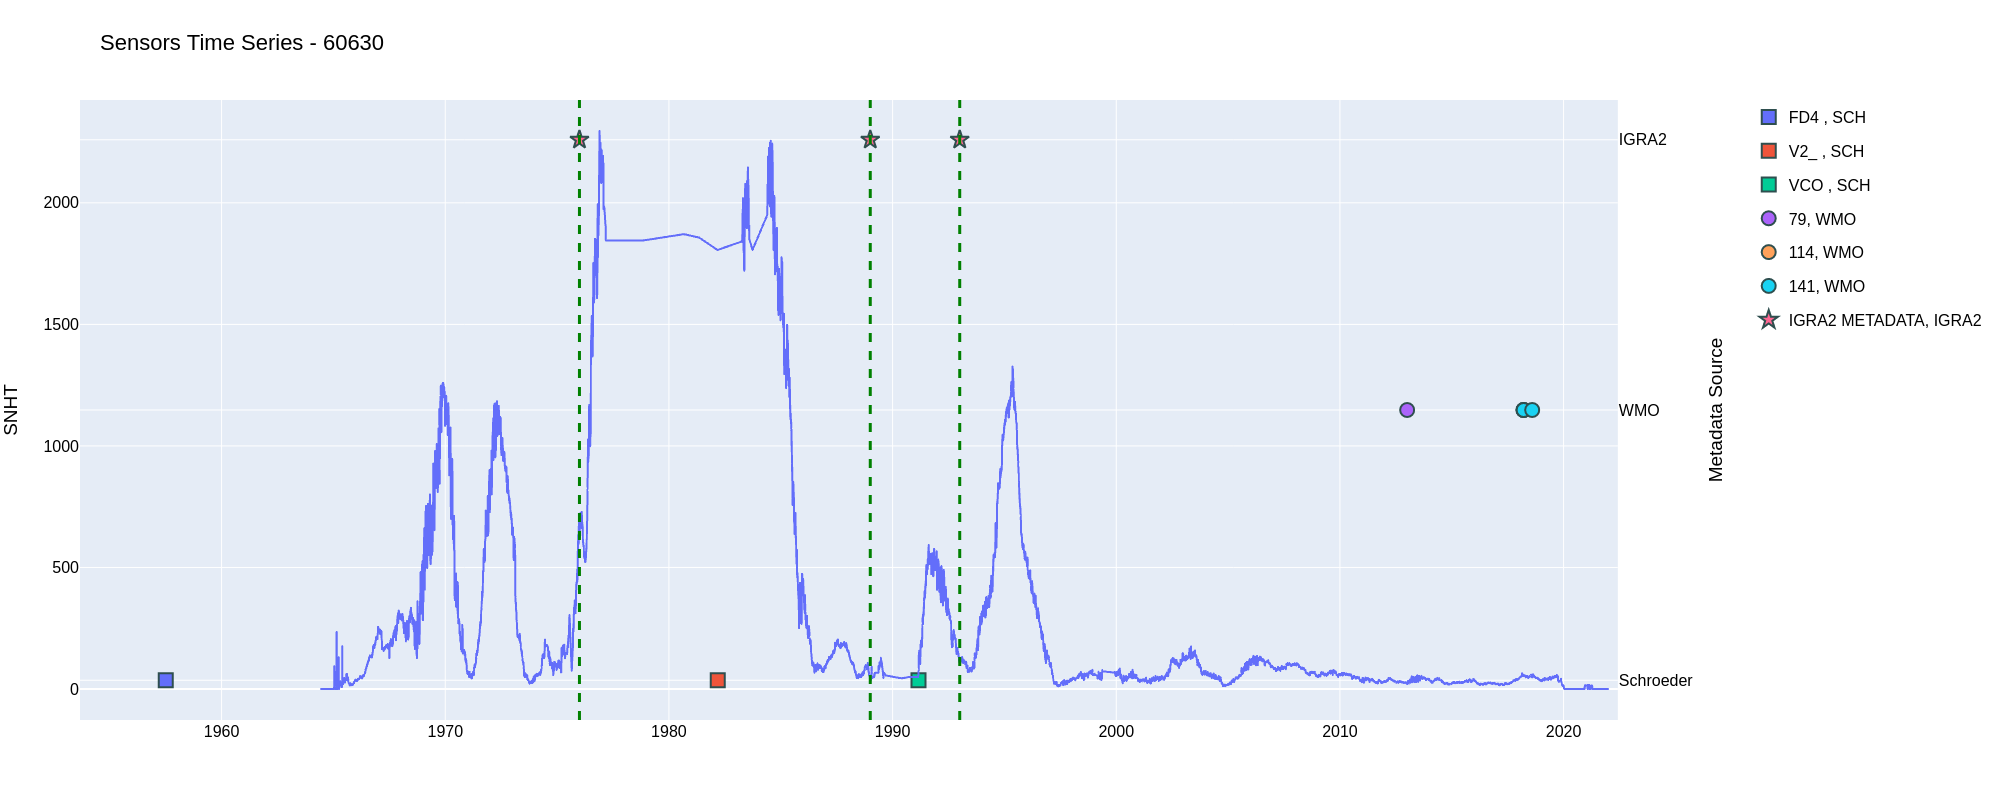 Sensors Time Series - 60630
SNHT
2000
1500
1000
500
0
1960
1970
1980
1990
2000
2010
2020
IGRA2
WMO
Schroeder
Metadata Source
FD4 , SCH
V2_ , SCH
VCO , SCH
79, WMO
114, WMO
141, WMO
IGRA2 METADATA, IGRA2